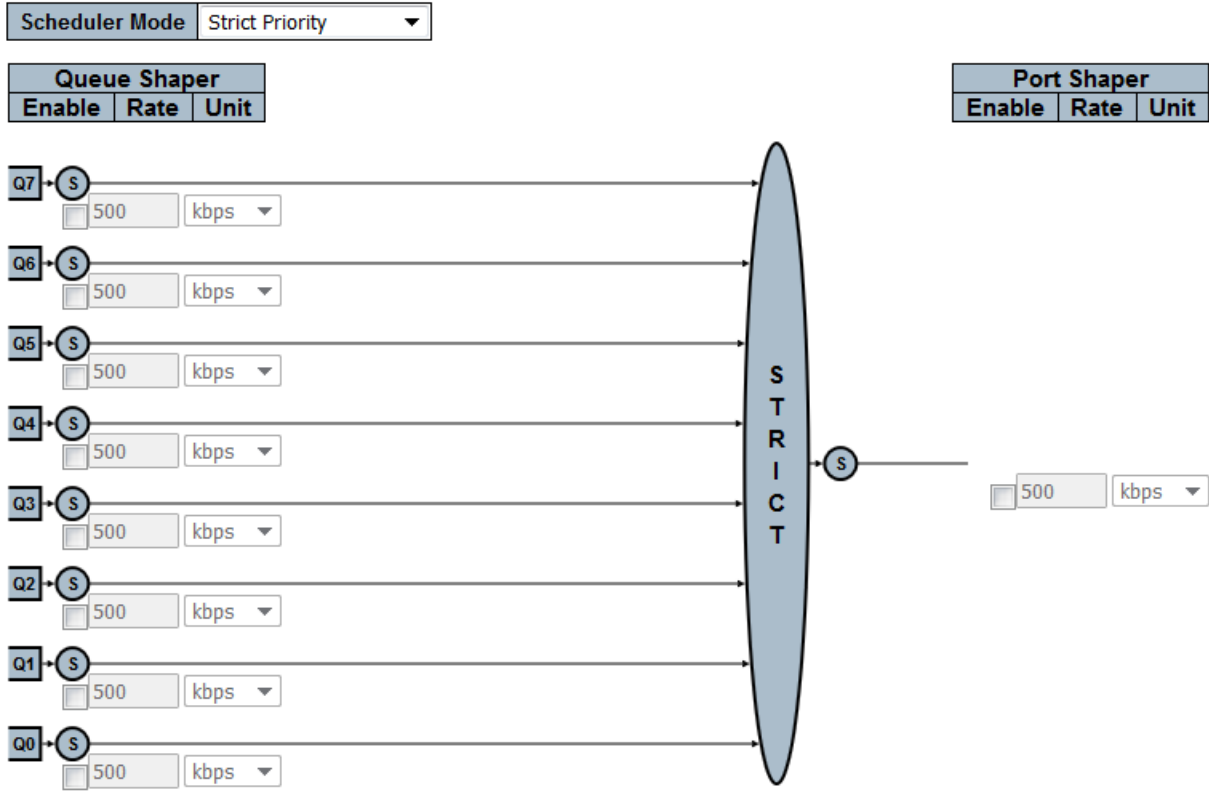 Scheduler Mode Strict Priority
Queue Shaper Port Shaper
Enable Rate Unit Enable Rate Unit
Q7 S
500 kbps
Q6 S
500 kbps
Q5 S
500 kbps
Q4 S
500 kbps
Q3 S
500 kbps
Q2 S
500 kbps
Q1 S
500 kbps
Q0 S
500 kbps
S
T
R
I
C
T
S
500 kbps